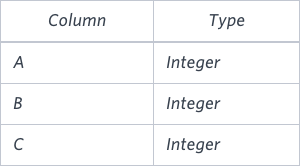 Column Type
A Integer
B Integer
C Integer